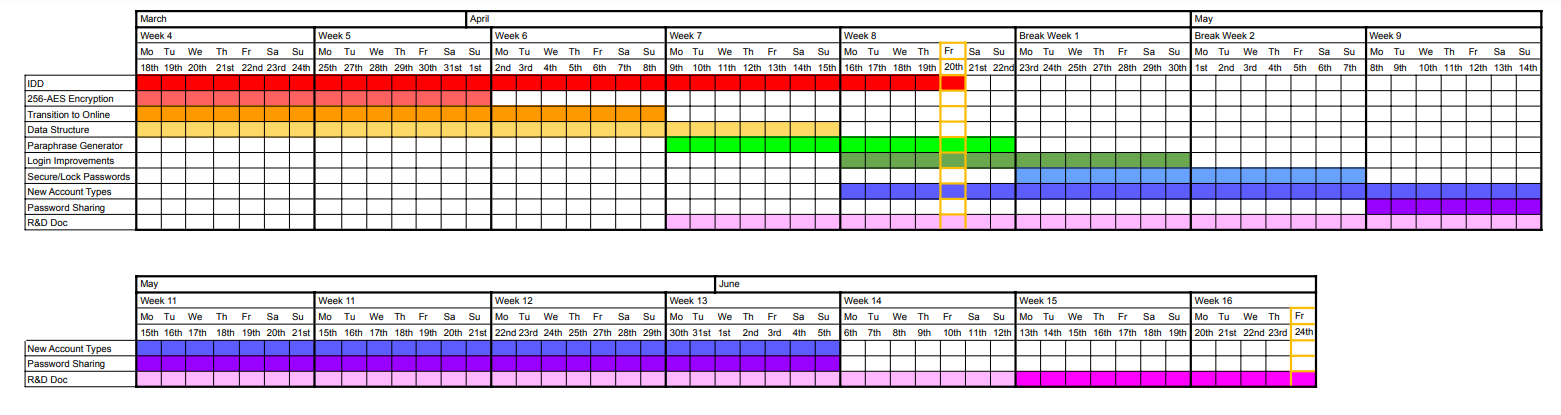 March April May
Week 4 Week 5 Week 6 Week 7 Week 8 Break Week 1 Break Week 2 Week 9
Mo Tu We Th Fr Sa Su Mo Tu We Th Fr Sa Su Mo Tu We Th Fr Sa Su Mo Tu We Th Fr Sa Su Mo Tu We Th Fr Sa Su Mo Tu We Th Fr Sa Su Mo Tu We Th Fr Sa Su Mo Tu We Th Fr Sa Su
18th 19th 20th 21st 22nd 23rd 24th 25th 26th 27th 28th 29th 30th 31st 1st 2nd 3rd 4th 5th 6th 7th 8th 9th 10th 11th 12th 13th 14th 15th 16th 17th 18th 19th 20th 21st 22nd 23rd 24th 25th 26th 27th 28th 29th 30th 1st 2nd 3rd 4th 5th 6th 7th 8th 9th 10th 11th 12th 13th 14th
IDD
256-AES Encryption
Transition to Online
Data Structure
Paraphrase Generator
Login Improvements
Secure/Lock Passwords
New Account Types
Password Sharing
R&D Doc
May June
Week 11 Week 11 Week 12 Week 13 Week 14 Week 15 Week 16
Mo Tu We Th Fr Sa Su Mo Tu We Th Fr Sa Su Mo Tu We Th Fr Sa Su Mo Tu We Th Fr Sa Su Mo Tu We Th Fr Sa Su Mo Tu We Th Fr Sa Su Mo Tu We Th Fr
15th 16th 17th 18th 19th 20th 21st 15th 16th 17th 18th 19th 20th 21st 22nd 23rd 24th 25th 27th 28th 29th 30th 31st 1st 2nd 3rd 4th 5th 6th 7th 8th 9th 10th 11th 12th 13th 14th 15th 16th 17th 18th 19th 20th 21st 22nd 23rd 24th
New Account Types
Password Sharing
R&D Doc